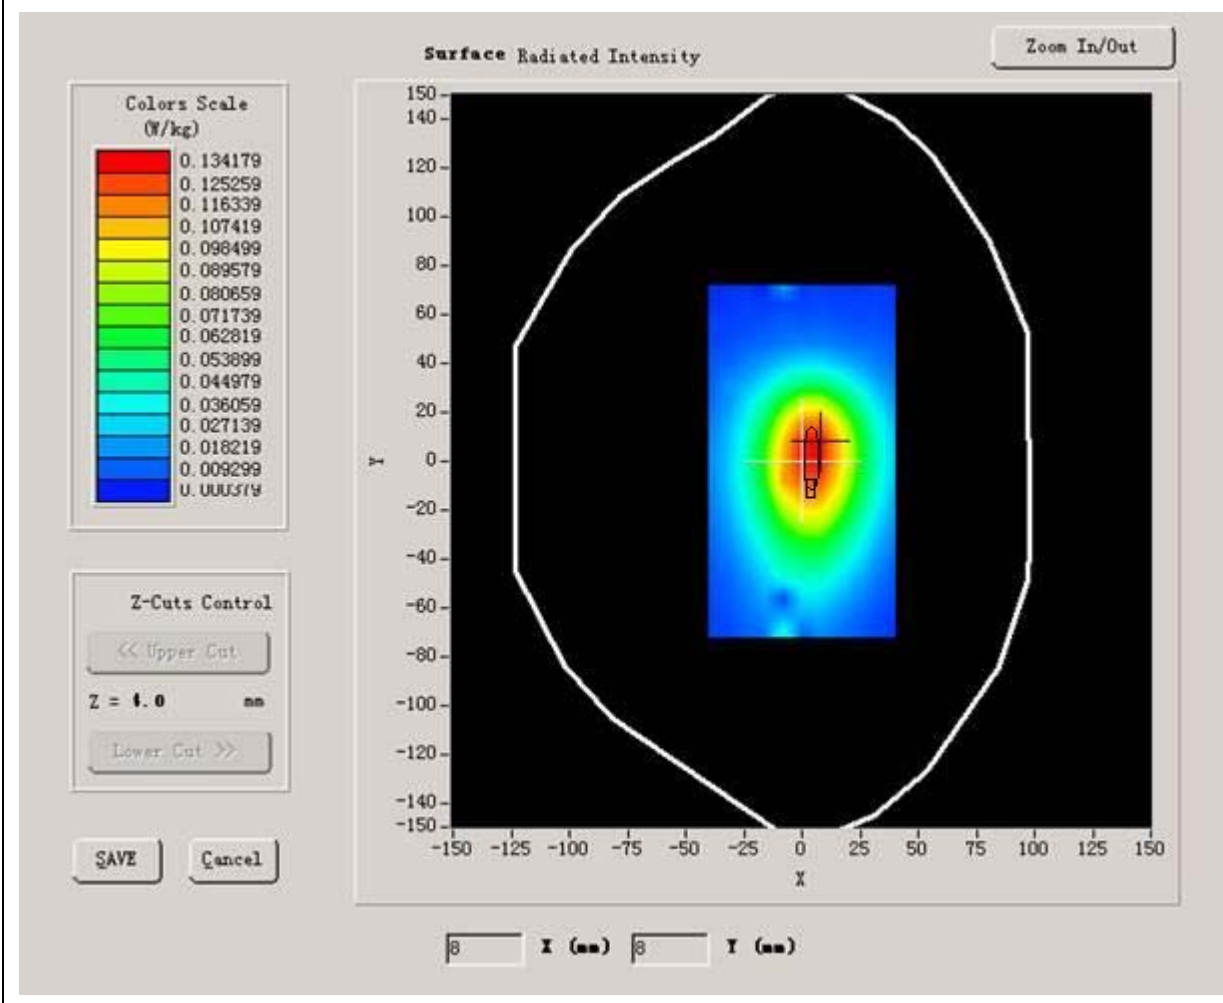 Surface Radiated Intensity
Zoom In/Out
Colors Scale
(W/kg)
0.134179
0.125259
0.116339
0.107419
0.098499
0.089579
0.080659
0.071739
0.062819
0.053899
0.044979
0.036059
0.027139
0.018219
0.009299
0.000379
Z-Cuts Control
<< Upper Cut
Z = 4.0 mm
Lower Cut >>
SAVE
Cancel
150
140
120
100
80
60
40
20
0
-20
-40
-60
-80
-100
-120
-140
-150
Y
-150 -125 -100 -75 -50 -25 0 25 50 75 100 125 150
X
8 X (mm) 8 Y (mm)